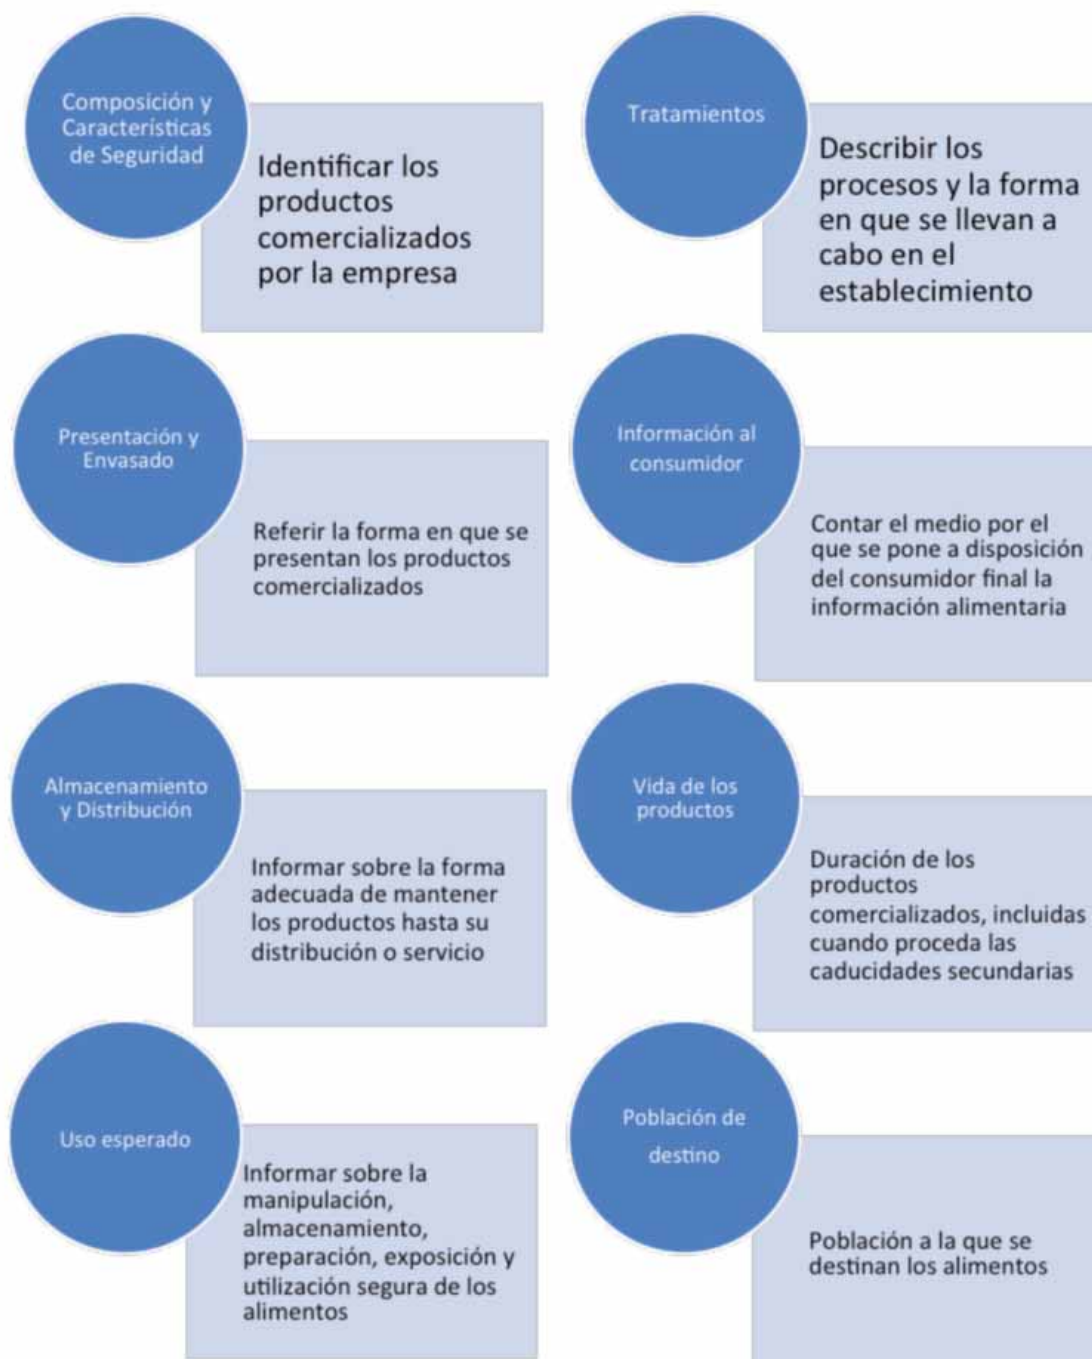 Composición y
Características
de Seguridad
Identificar los
productos
comercializados
por la empresa
Tratamientos
Describir los
procesos y la forma
en que se llevan a
cabo en el
establecimiento
Presentación y
Envasado
Referir la forma en que se
presentan los productos
comercializados
Información al
consumidor
Contar el medio por el
que se pone a disposición
del consumidor final la
información alimentaria
Almacenamiento
y Distribución
Informar sobre la forma
adecuada de mantener
los productos hasta su
distribución o servicio
Vida de los
productos
Duración de los
productos
comercializados, incluidas
cuando proceda las
caducidades secundarias
Uso esperado
Informar sobre la
manipulación,
almacenamiento,
preparación, exposición y
utilización segura de los
alimentos
Población de
destino
Población a la que se
destinan los alimentos